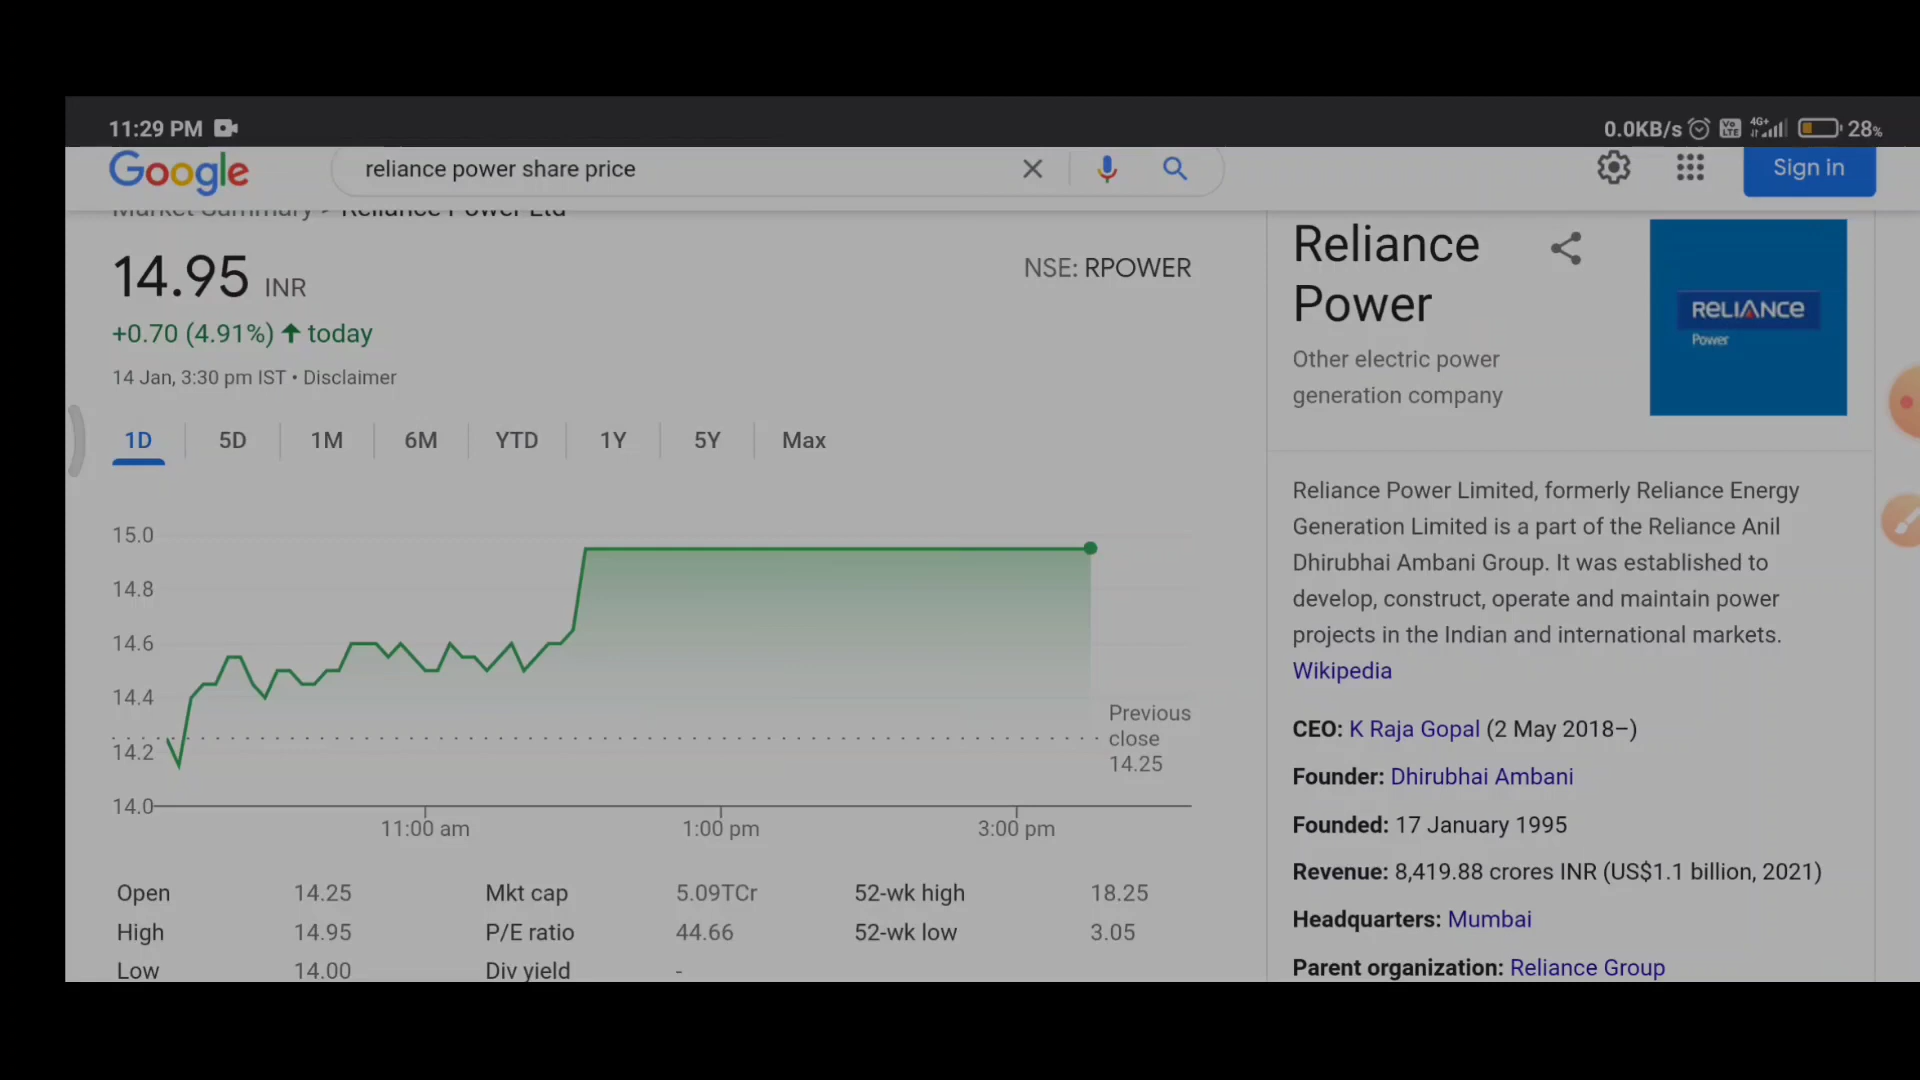 11:29 PM
0.0KB/s Vo LTE 4G+ 28%
Google
reliance power share price
Sign in
Market Summary > Reliance Power Ltd
14.95 INR
NSE: RPOWER
+0.70 (4.91%) ↑ today
14 Jan, 3:30 pm IST • Disclaimer
1D 5D 1M 6M YTD 1Y 5Y Max
15.0
14.8
14.6
14.4
14.2
14.0
Previous
close
14.25
11:00 am 1:00 pm 3:00 pm
Open 14.25 Mkt cap 5.09TCr 52-wk high 18.25
High 14.95 P/E ratio 44.66 52-wk low 3.05
Low 14.00 Div yield -
Reliance
Power
Other electric power
generation company
RELIANCE
Power
Reliance Power Limited, formerly Reliance Energy
Generation Limited is a part of the Reliance Anil
Dhirubhai Ambani Group. It was established to
develop, construct, operate and maintain power
projects in the Indian and international markets.
Wikipedia
CEO: K Raja Gopal (2 May 2018–)
Founder: Dhirubhai Ambani
Founded: 17 January 1995
Revenue: 8,419.88 crores INR (US$1.1 billion, 2021)
Headquarters: Mumbai
Parent organization: Reliance Group